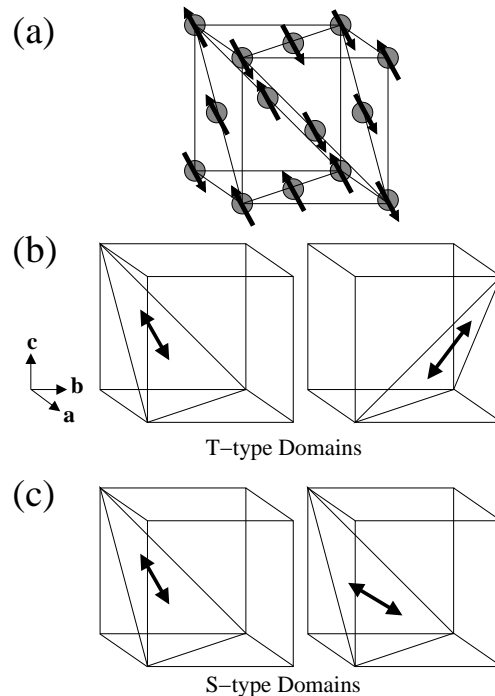 (a)
(b)
c
b
a
T−type Domains
(c)
S−type Domains